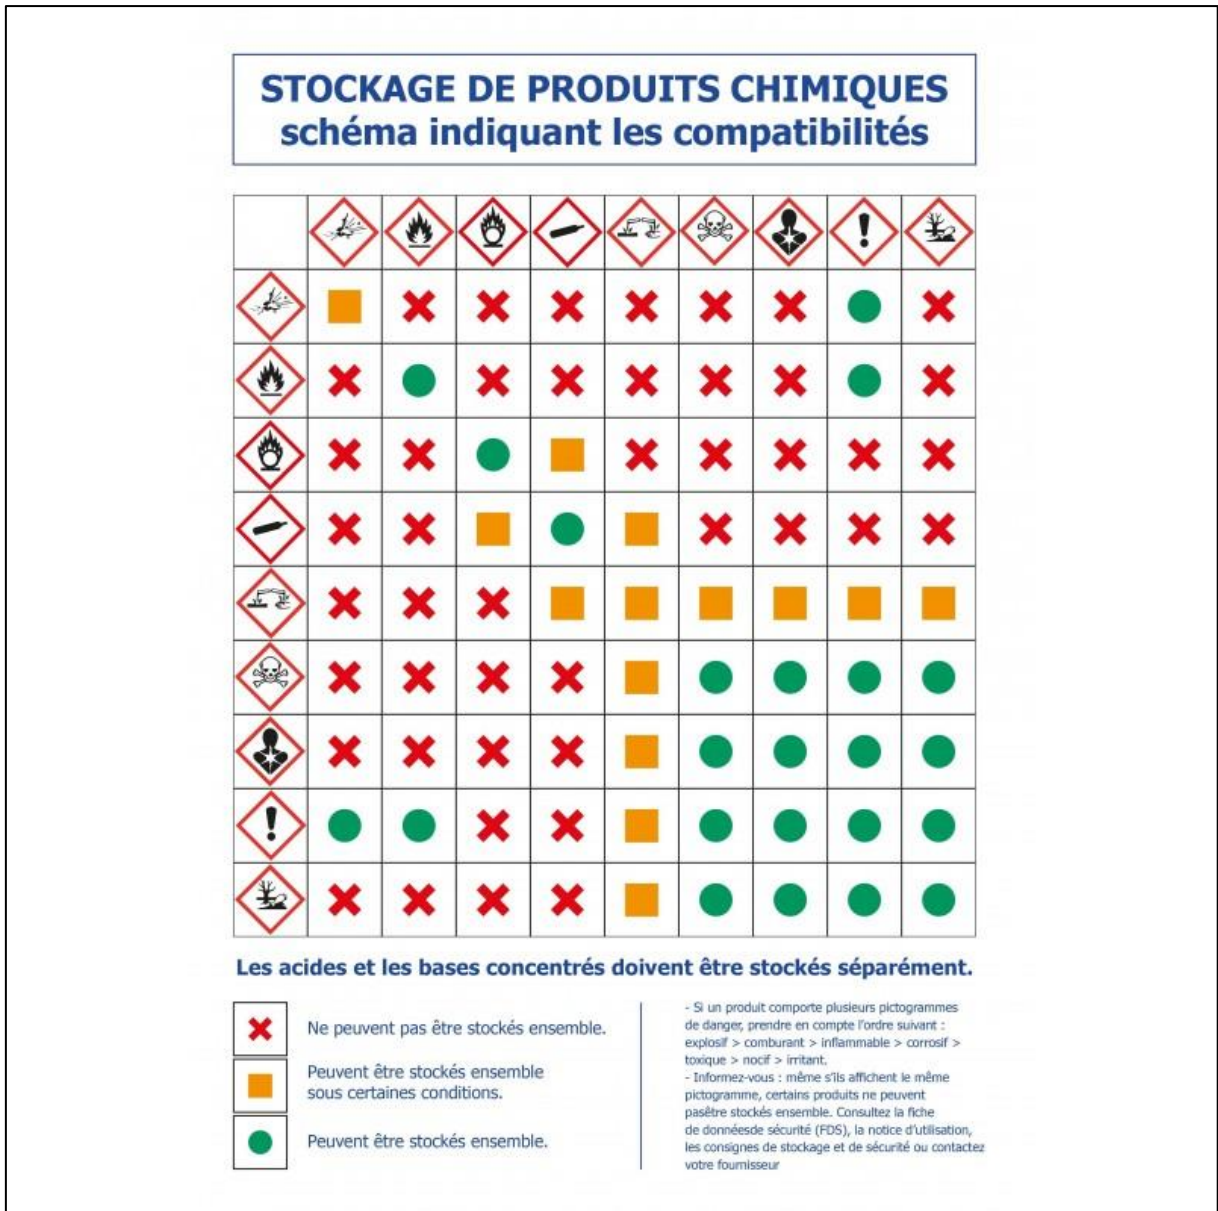 STOCKAGE DE PRODUITS CHIMIQUES
schéma indiquant les compatibilités
Les acides et les bases concentrés doivent être stockés séparément.
Ne peuvent pas être stockés ensemble.
Peuvent être stockés ensemble
sous certaines conditions.
Peuvent être stockés ensemble.
- Si un produit comporte plusieurs pictogrammes
de danger, prendre en compte l'ordre suivant :
explosif > comburant > inflammable > corrosif >
toxique > nocif > irritant.
- Informez-vous : même s'ils affichent le même
pictogramme, certains produits ne peuvent
pasêtre stockés ensemble. Consultez la fiche
de donnéesde sécurité (FDS), la notice d'utilisation,
les consignes de stockage et de sécurité ou contactez
votre fournisseur